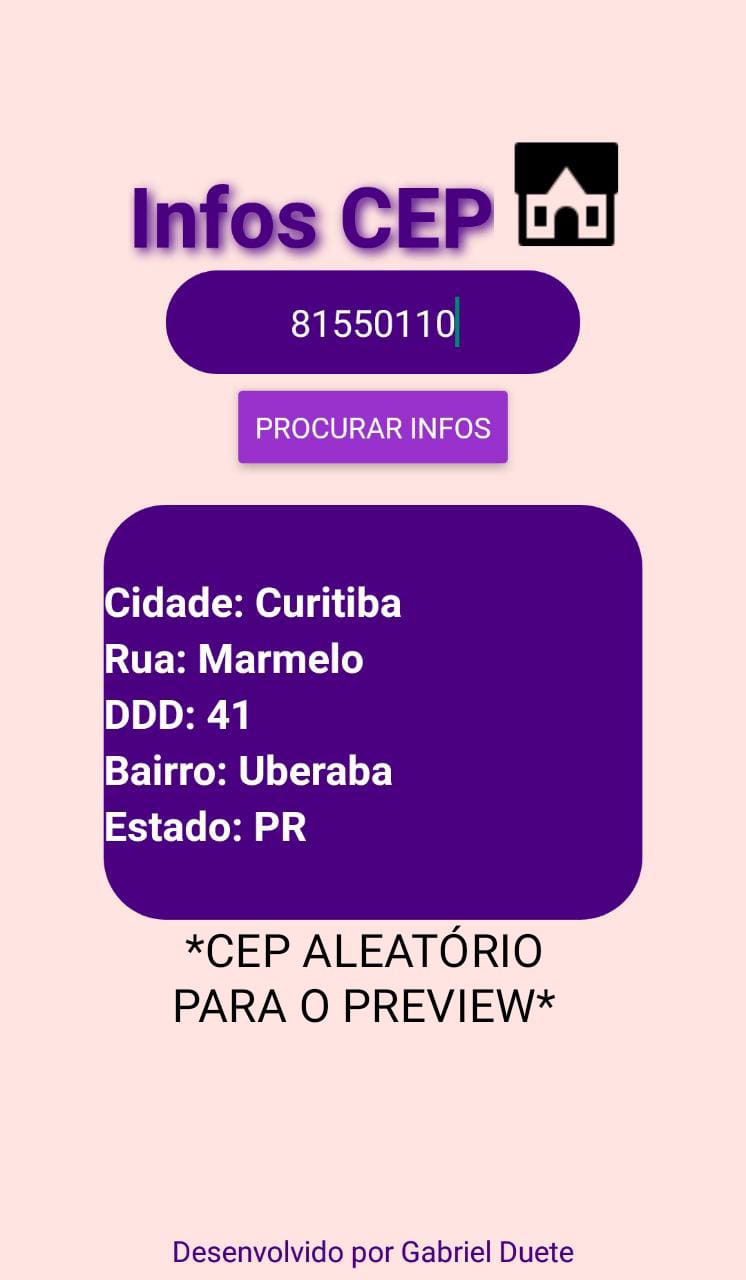 Infos CEP
81550110
PROCURAR INFOS
Cidade: Curitiba
Rua: Marmelo
DDD: 41
Bairro: Uberaba
Estado: PR
*CEP ALEATÓRIO
PARA O PREVIEW*
Desenvolvido por Gabriel Duete